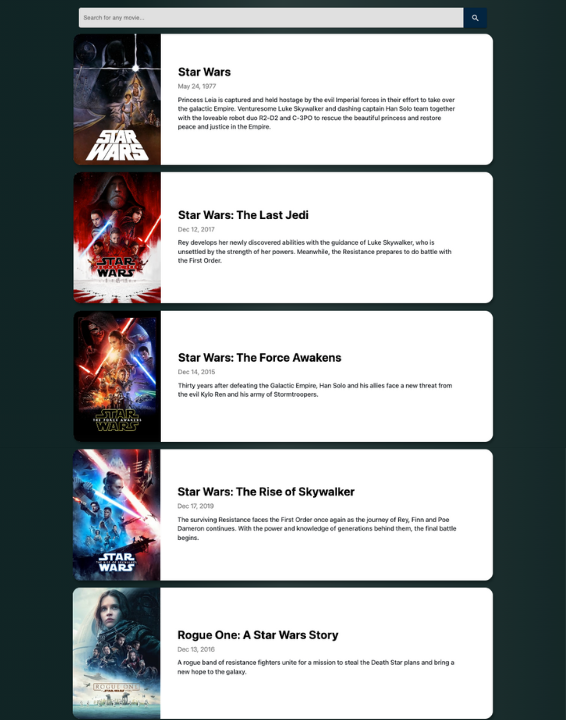 Search for any movie...
STAR
WARS
Star Wars
May 24, 1977
Princess Leia is captured and held hostage by the evil Imperial forces in their effort to take over
the galactic Empire. Venturesome Luke Skywalker and dashing captain Han Solo team together
with the loveable robot duo R2-D2 and C-3PO to rescue the beautiful princess and restore
peace and justice in the Empire.
STAR
WARS
Star Wars: The Last Jedi
Dec 12, 2017
Rey develops her newly discovered abilities with the guidance of Luke Skywalker, who is
unsettled by the strength of her powers. Meanwhile, the Resistance prepares to do battle with
the First Order.
STAR
THE FORCE AWAKENS
WARS
Star Wars: The Force Awakens
Dec 14, 2015
Thirty years after defeating the Galactic Empire, Han Solo and his allies face a new threat from
the evil Kylo Ren and his army of Stormtroopers.
STAR
WARS
Star Wars: The Rise of Skywalker
Dec 17, 2019
The surviving Resistance faces the First Order once again as the journey of Rey, Finn and Poe
Dameron continues. With the power and knowledge of generations behind them, the final battle
begins.
ROGUE ONE
Rogue One: A Star Wars Story
Dec 13, 2016
A rogue band of resistance fighters unite for a mission to steal the Death Star plans and bring a
new hope to the galaxy.